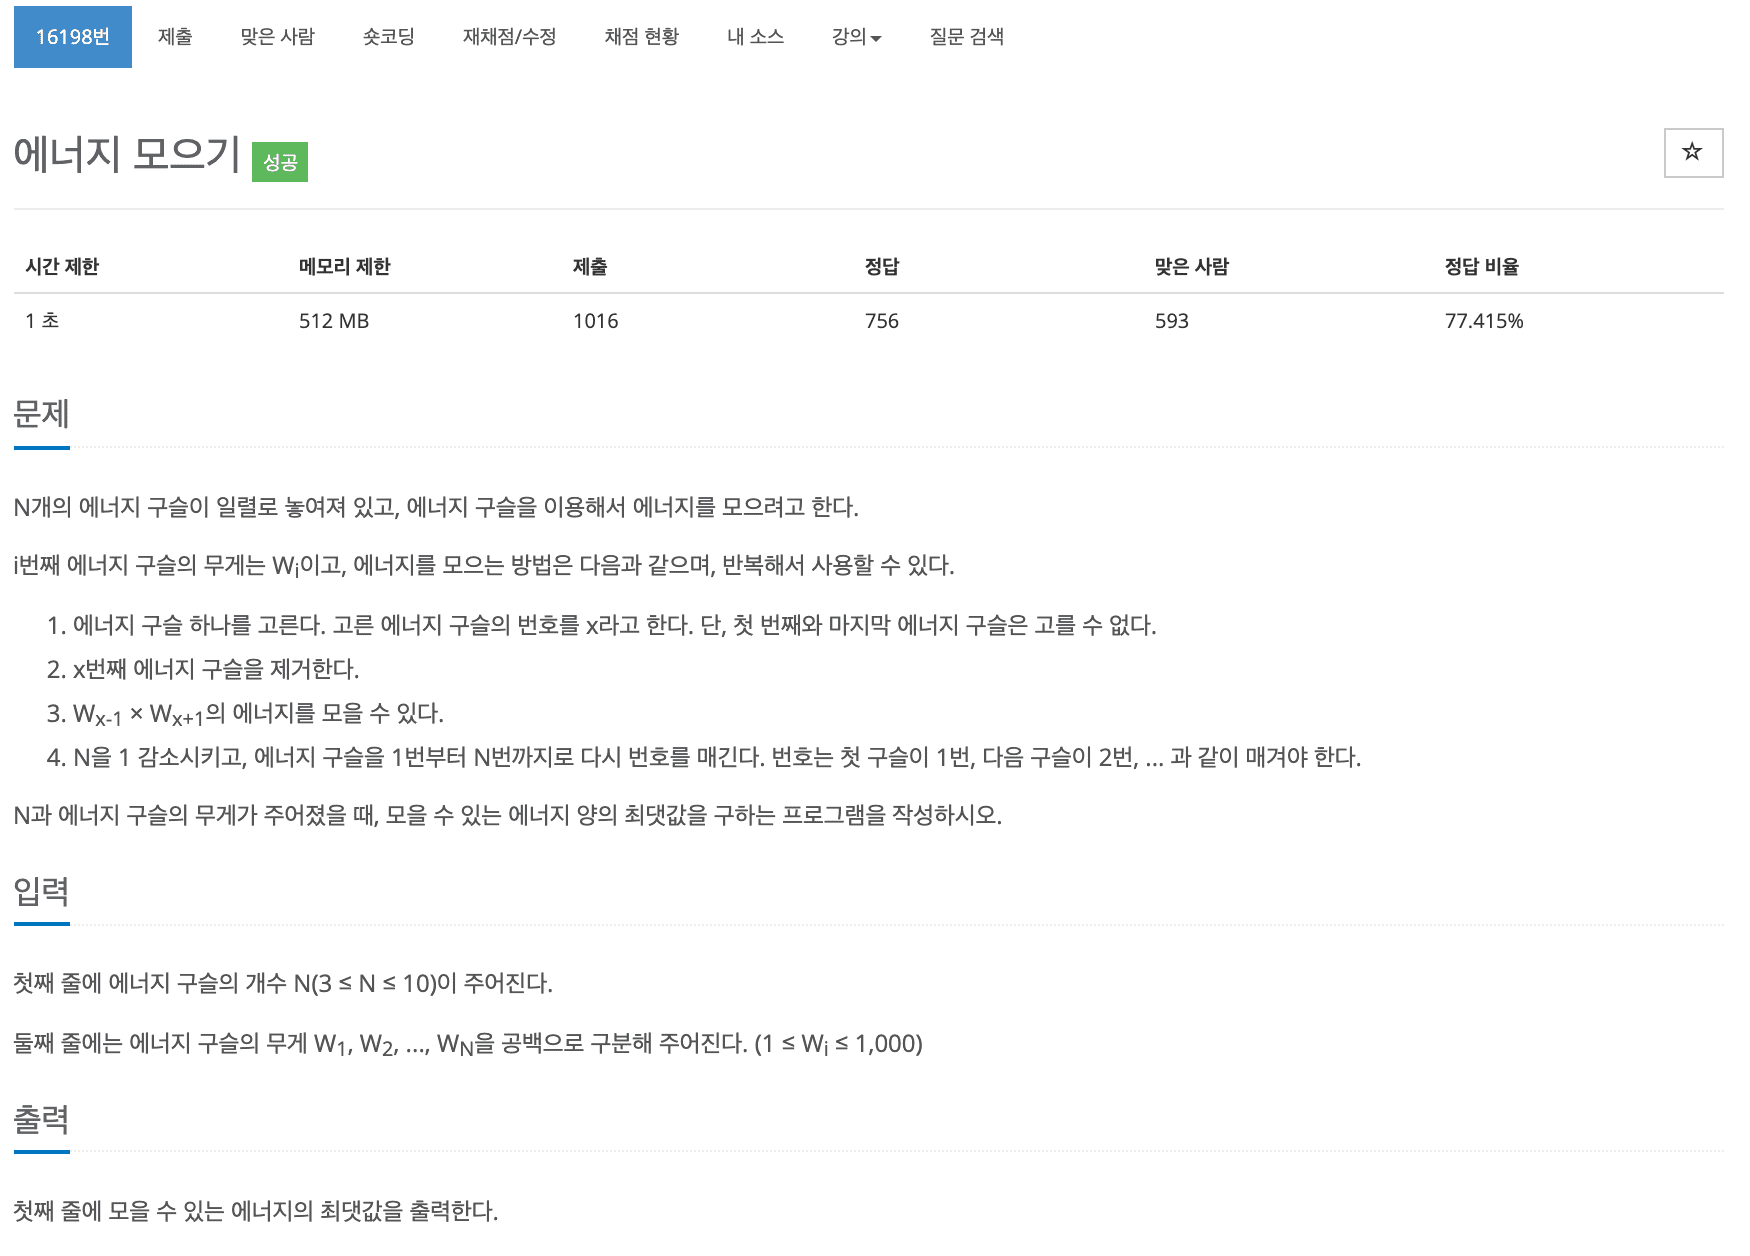 16198번 제출 맞은 사람 숏코딩 재채점/수정 채점 현황 내 소스 강의 질문 검색
에너지 모으기 성공
시간 제한 메모리 제한 제출 정답 맞은 사람 정답 비율
1 초 512 MB 1016 756 593 77.415%
문제
N개의 에너지 구슬이 일렬로 놓여져 있고, 에너지 구슬을 이용해서 에너지를 모으려고 한다.
i번째 에너지 구슬의 무게는 Wi이고, 에너지를 모으는 방법은 다음과 같으며, 반복해서 사용할 수 있다.
1. 에너지 구슬 하나를 고른다. 고른 에너지 구슬의 번호를 x라고 한다. 단, 첫 번째와 마지막 에너지 구슬은 고를 수 없다.
2. x번째 에너지 구슬을 제거한다.
3. Wx-1 × Wx+1의 에너지를 모을 수 있다.
4. N을 1 감소시키고, 에너지 구슬을 1번부터 N번까지로 다시 번호를 매긴다. 번호는 첫 구슬이 1번, 다음 구슬이 2번, ... 과 같이 매겨야 한다.
N과 에너지 구슬의 무게가 주어졌을 때, 모을 수 있는 에너지 양의 최댓값을 구하는 프로그램을 작성하시오.
입력
첫째 줄에 에너지 구슬의 개수 N(3 ≤ N ≤ 10)이 주어진다.
둘째 줄에는 에너지 구슬의 무게 W1, W2, ..., WN을 공백으로 구분해 주어진다. (1 ≤ Wi ≤ 1,000)
출력
첫째 줄에 모을 수 있는 에너지의 최댓값을 출력한다.